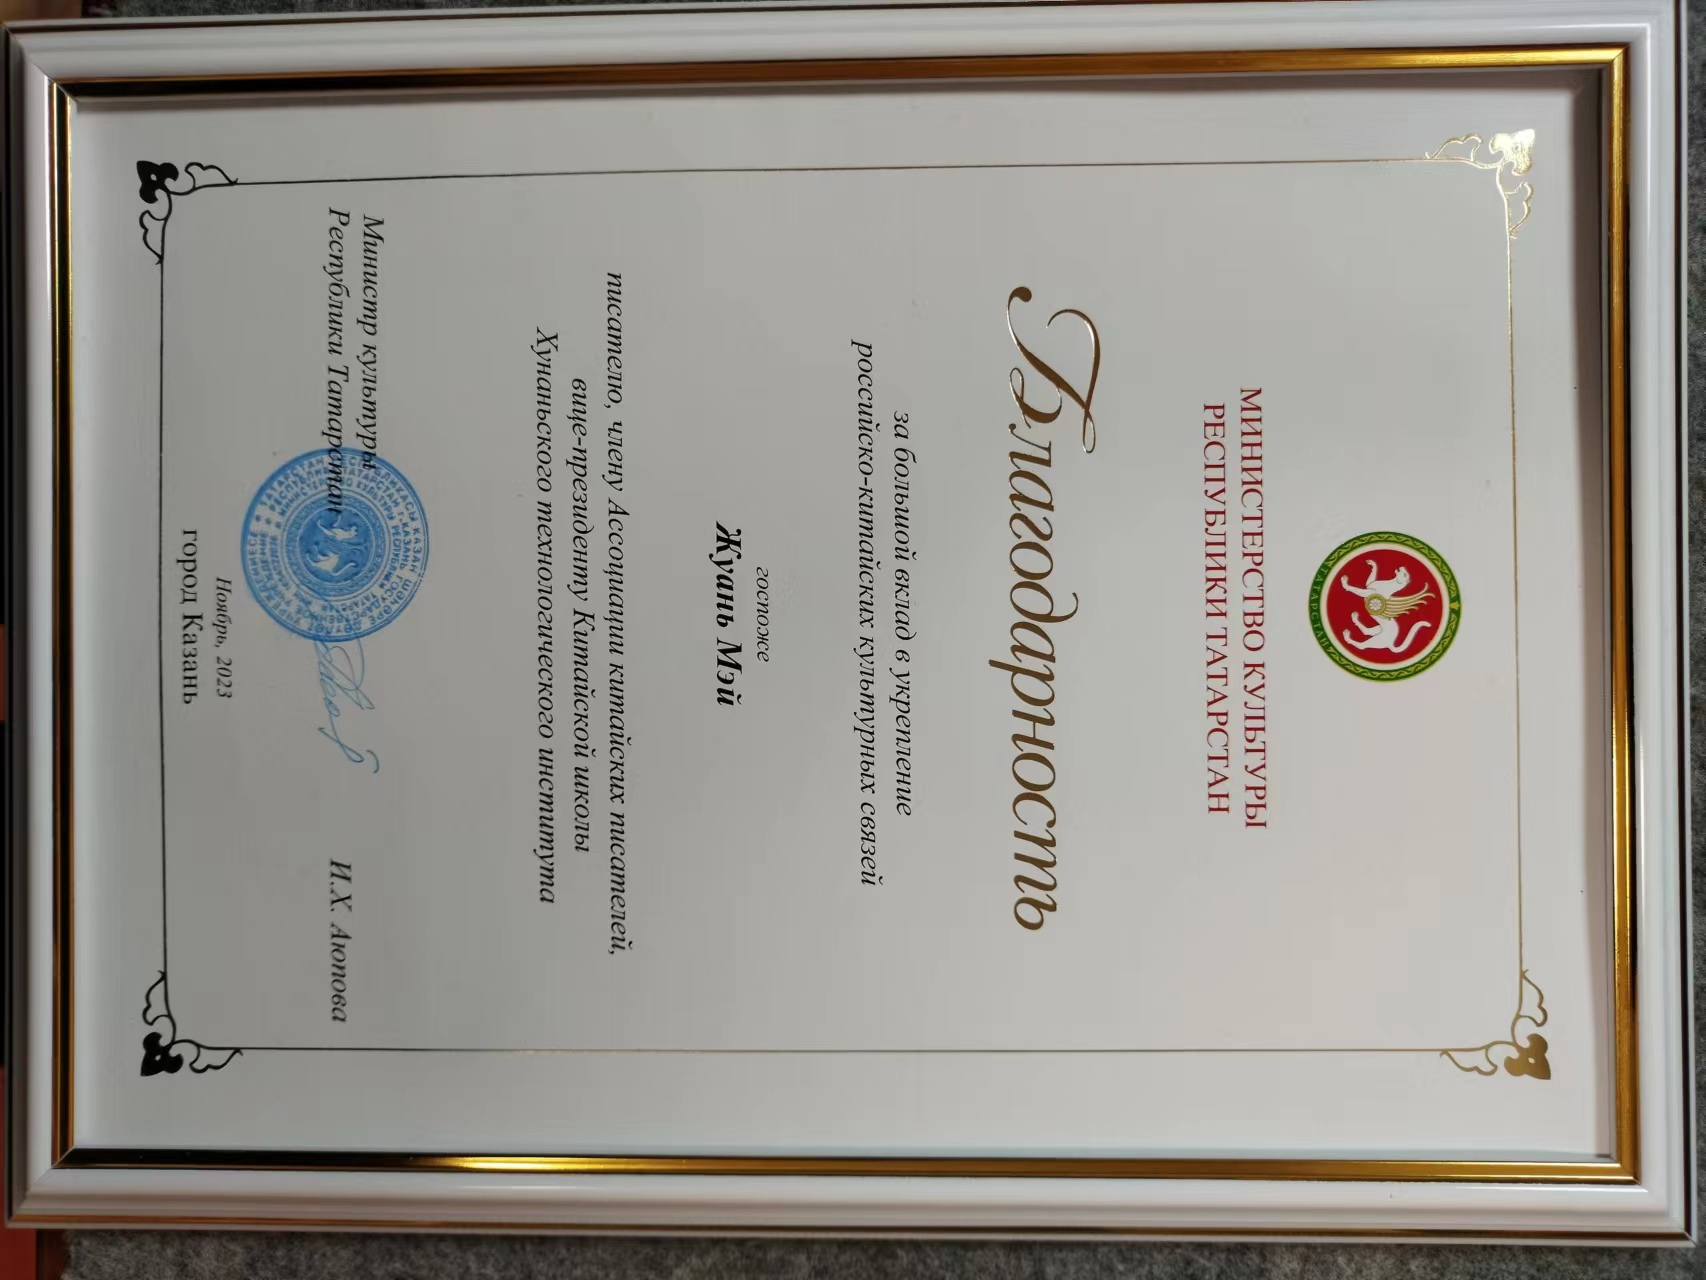 ТАТАРСТАН
МИНИСТЕРСТВО КУЛЬТУРЫ
РЕСПУБЛИКИ ТАТАРСТАН
Благодарность
за большой вклад в укрепление
российско-китайских культурных связей
госпоже
Жуань Мэй
писателю, члену Ассоциации китайских писателей,
вице-президенту Китайской школы
Хунаньского технологического института
Министр культуры
Республики Татарстан
И.Х. Аюпова
Ноябрь, 2023
город Казань